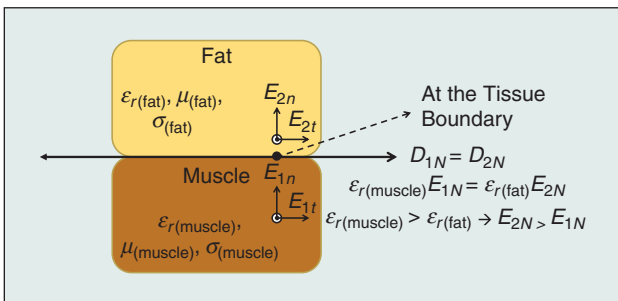 Fat
εr(fat), μ(fat),
σ(fat)
E2n
E2t
At the Tissue
Boundary
D1N = D2N
Muscle
E1n
εr(muscle)E1N = εr(fat)E2N
E1t
εr(muscle) > εr(fat) → E2N > E1N
εr(muscle),
μ(muscle), σ(muscle)